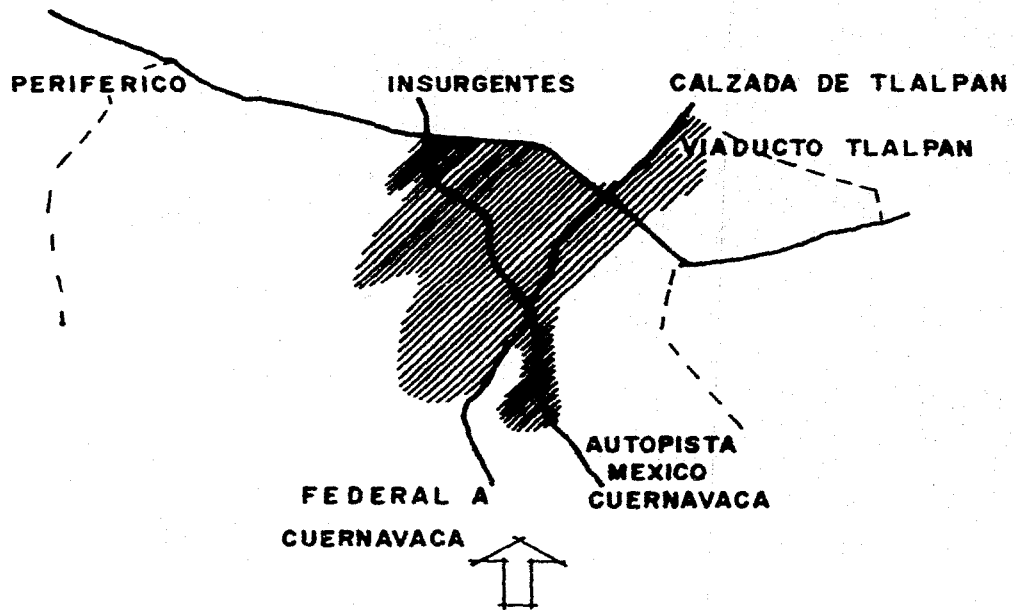 PERIFERICO
INSURGENTES
CALZADA DE TLALPAN
VIADUCTO TLALPAN
AUTOPISTA
MEXICO
CUERNAVACA
FEDERAL A
CUERNAVACA